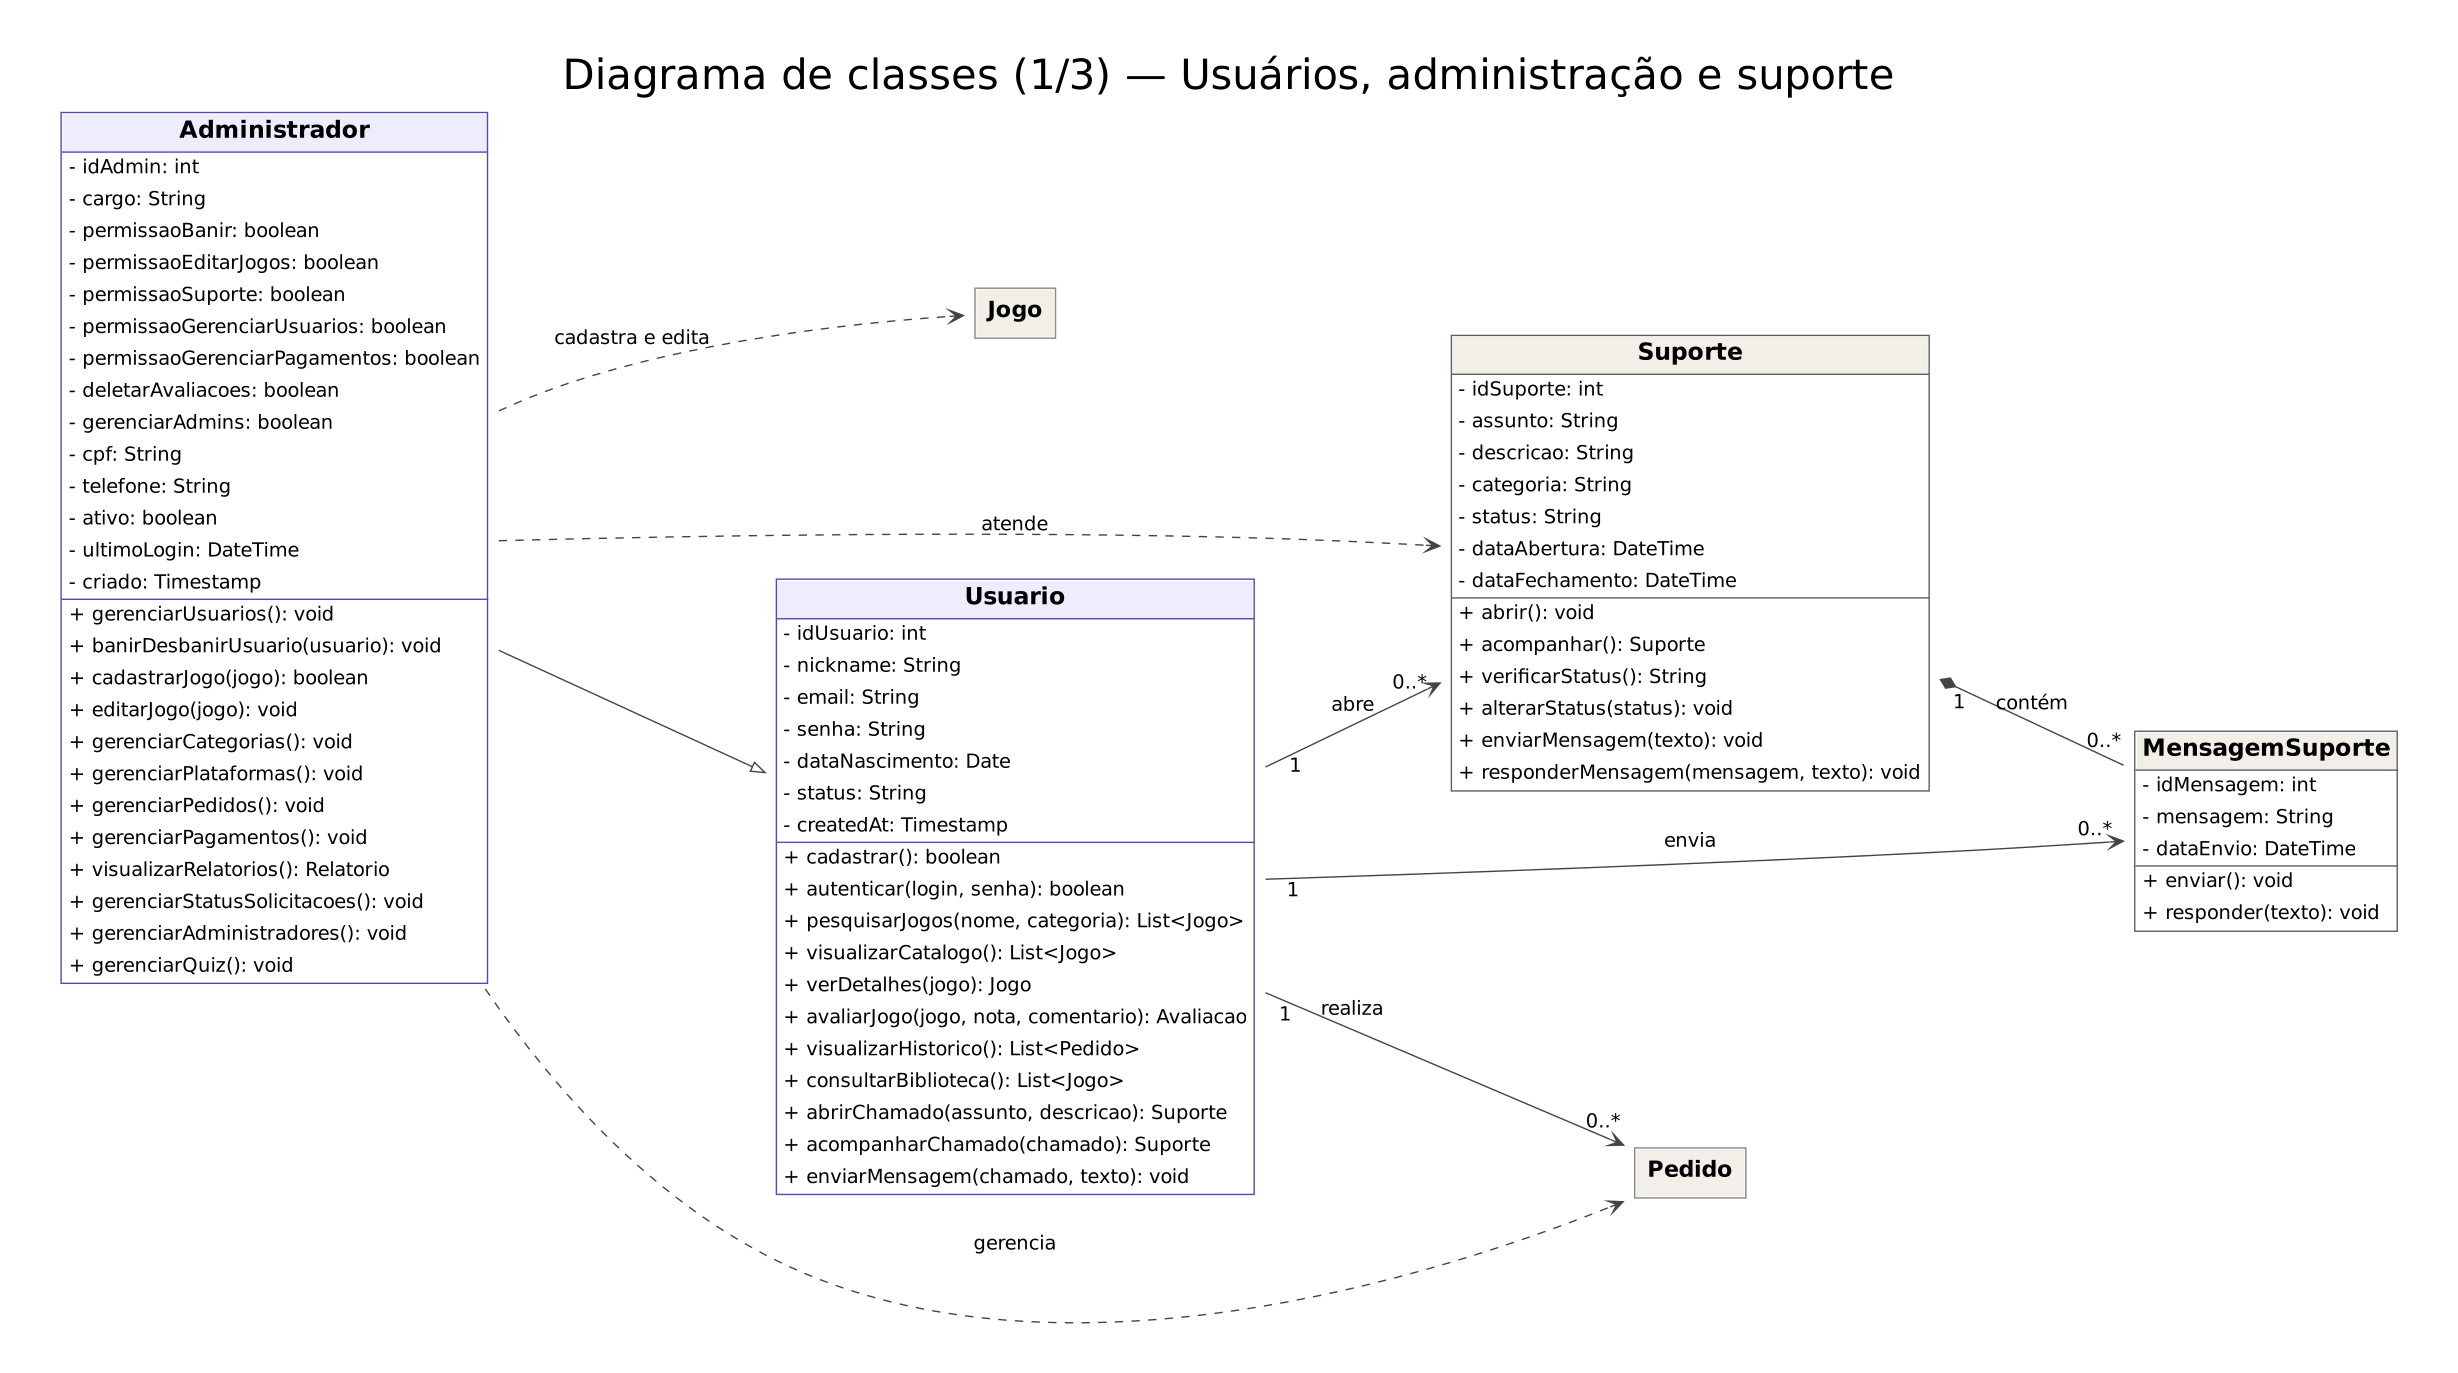 Diagrama de classes (1/3) — Usuários, administração e suporte
Administrador
- idAdmin: int
- cargo: String
- permissaoBanir: boolean
- permissaoEditarJogos: boolean
- permissaoSuporte: boolean
- permissaoGerenciarUsuarios: boolean
- permissaoGerenciarPagamentos: boolean
- deletarAvaliacoes: boolean
- gerenciarAdmins: boolean
- cpf: String
- telefone: String
- ativo: boolean
- ultimoLogin: DateTime
- criado: Timestamp
+ gerenciarUsuarios(): void
+ banirDesbanirUsuario(usuario): void
+ cadastrarJogo(jogo): boolean
+ editarJogo(jogo): void
+ gerenciarCategorias(): void
+ gerenciarPlataformas(): void
+ gerenciarPedidos(): void
+ gerenciarPagamentos(): void
+ visualizarRelatorios(): Relatorio
+ gerenciarStatusSolicitacoes(): void
+ gerenciarAdministradores(): void
+ gerenciarQuiz(): void
cadastra e edita
Jogo
atende
Usuario
- idUsuario: int
- nickname: String
- email: String
- senha: String
- dataNascimento: Date
- status: String
- createdAt: Timestamp
+ cadastrar(): boolean
+ autenticar(login, senha): boolean
+ pesquisarJogos(nome, categoria): List<Jogo>
+ visualizarCatalogo(): List<Jogo>
+ verDetalhes(jogo): Jogo
+ avaliarJogo(jogo, nota, comentario): Avaliacao
+ visualizarHistorico(): List<Pedido>
+ consultarBiblioteca(): List<Jogo>
+ abrirChamado(assunto, descricao): Suporte
+ acompanharChamado(chamado): Suporte
+ enviarMensagem(chamado, texto): void
0..*
abre
1
Suporte
- idSuporte: int
- assunto: String
- descricao: String
- categoria: String
- status: String
- dataAbertura: DateTime
- dataFechamento: DateTime
+ abrir(): void
+ acompanhar(): Suporte
+ verificarStatus(): String
+ alterarStatus(status): void
+ enviarMensagem(texto): void
+ responderMensagem(mensagem, texto): void
1
contém
0..*
MensagemSuporte
- idMensagem: int
- mensagem: String
- dataEnvio: DateTime
+ enviar(): void
+ responder(texto): void
envia
0..*
1
1
realiza
0..*
Pedido
gerencia